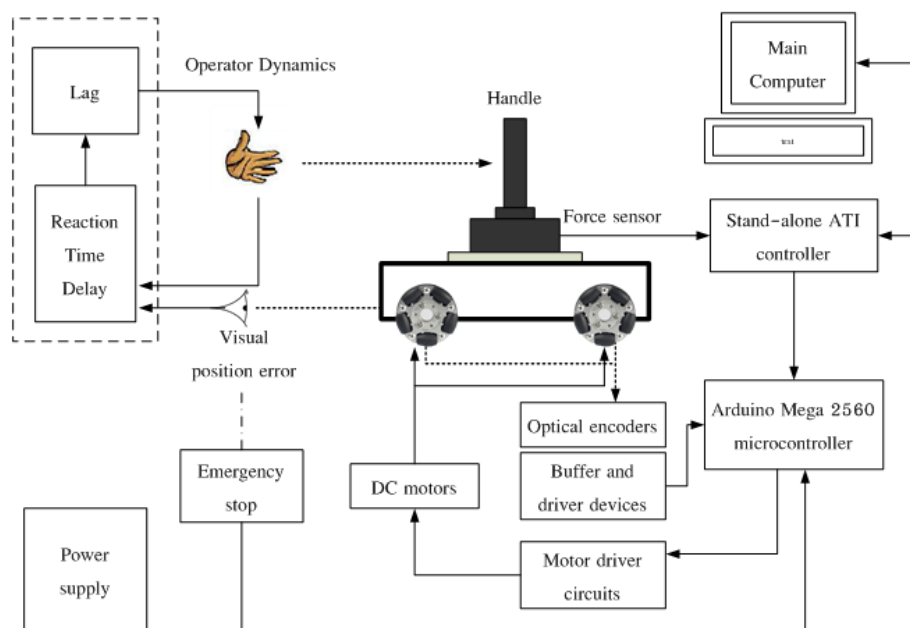 Lag
Operator Dynamics
Main
Computer
test
Handle
Reaction
Time
Delay
Force sensor
Stand-alone ATI
controller
Visual
position error
Optical encoders
Arduino Mega 2560
microcontroller
Emergency
stop
DC motors
Buffer and
driver devices
Power
supply
Motor driver
circuits